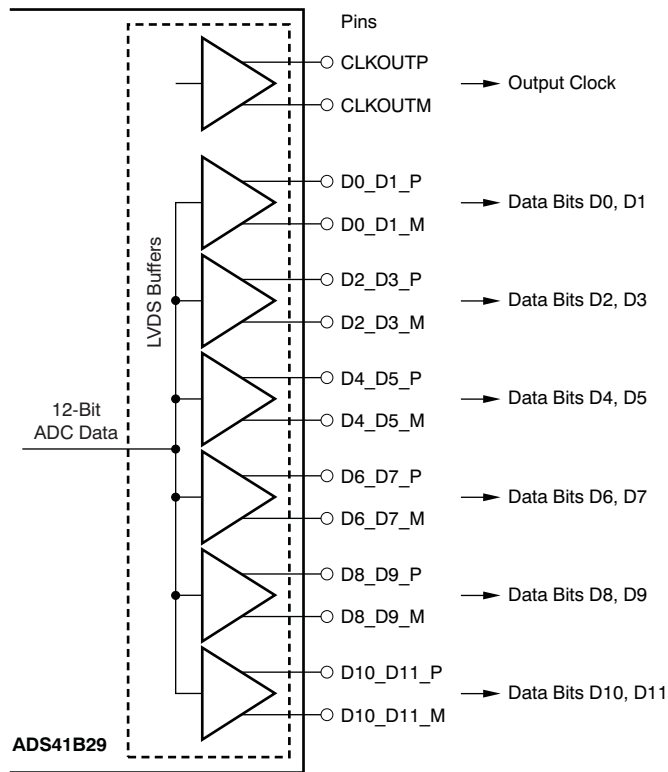 Pins
CLKOUTP
CLKOUTM
Output Clock
D0_D1_P
D0_D1_M
Data Bits D0, D1
LVDS Buffers
D2_D3_P
D2_D3_M
Data Bits D2, D3
12-Bit
ADC Data
D4_D5_P
D4_D5_M
Data Bits D4, D5
D6_D7_P
D6_D7_M
Data Bits D6, D7
D8_D9_P
D8_D9_M
Data Bits D8, D9
D10_D11_P
D10_D11_M
Data Bits D10, D11
ADS41B29